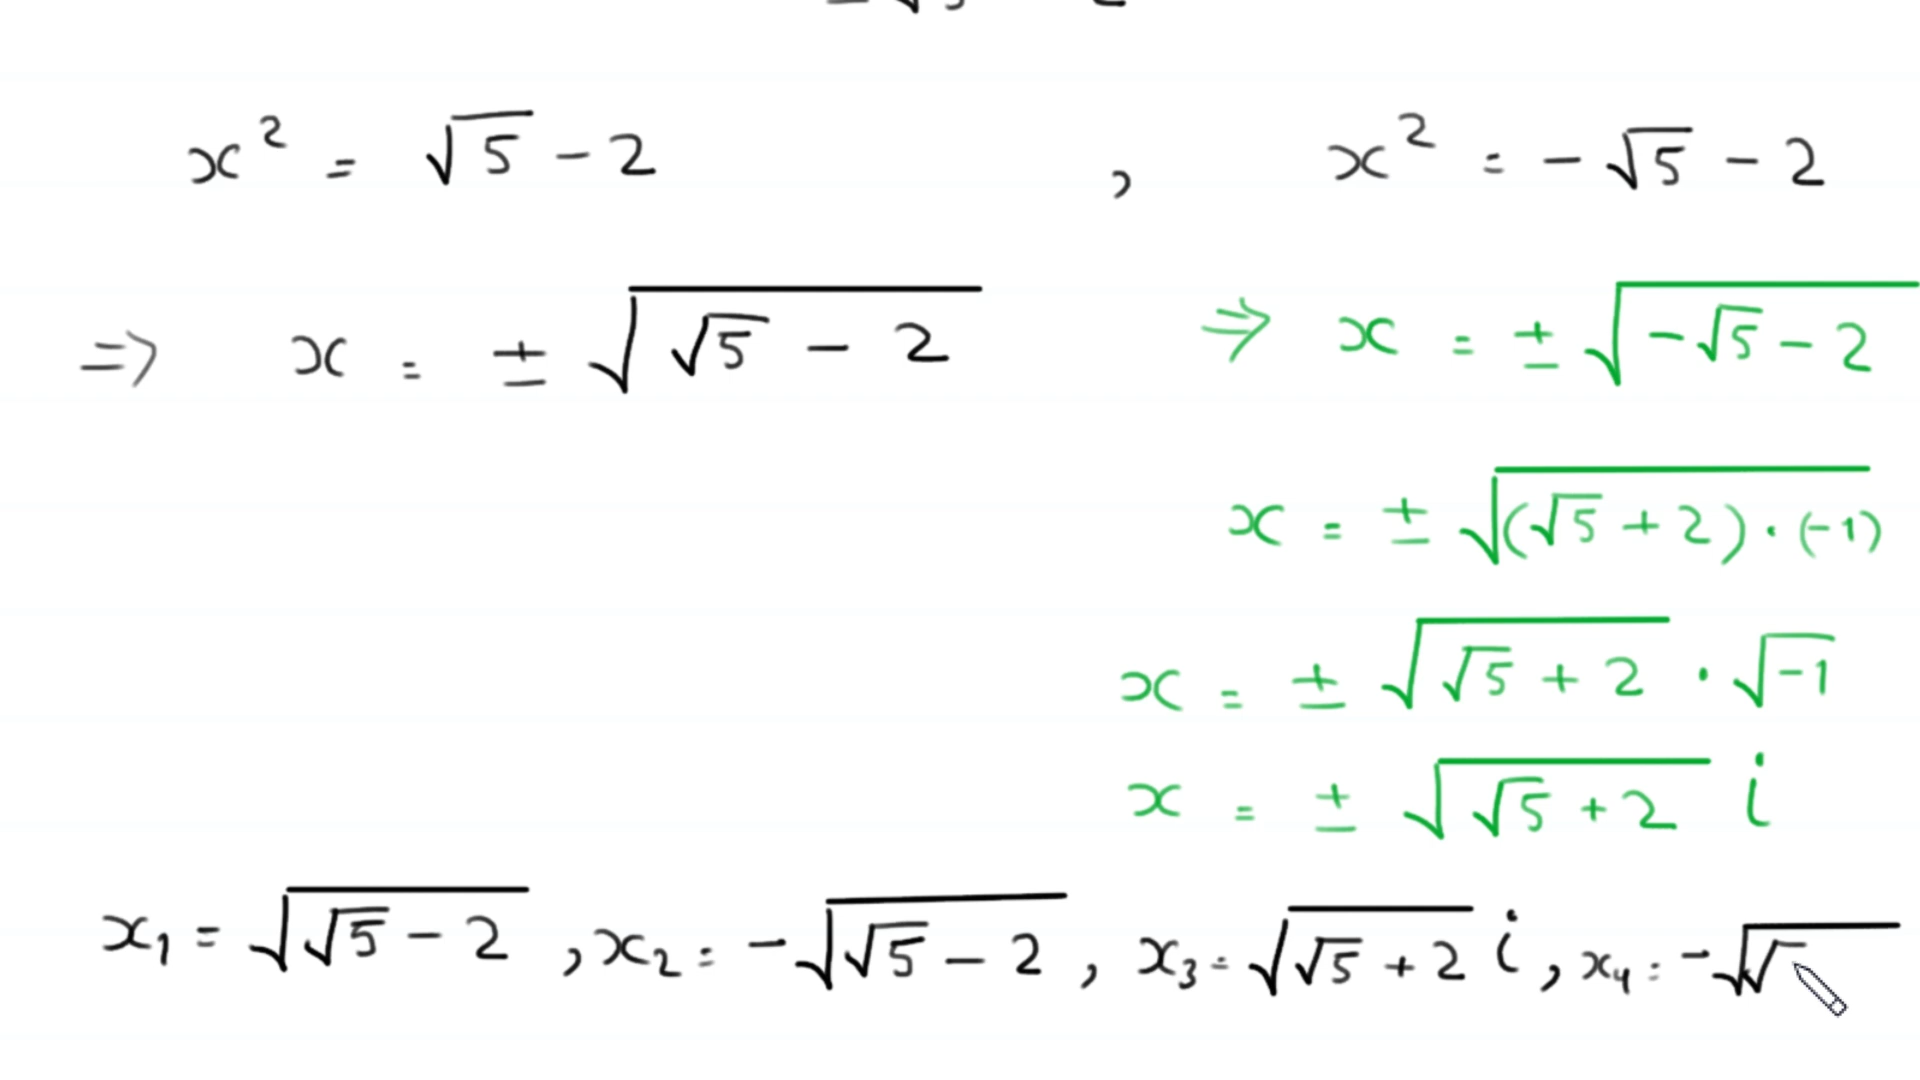 x² = √5 - 2 , x² = -√5 - 2
⇒ x = ± √(√5 - 2) ⇒ x = ± √(-√5 - 2)
x = ± √((√5 + 2) · (-1))
x = ± √(√5 + 2) · √-1
x = ± √(√5 + 2) i
x₁ = √(√5 - 2) , x₂ = -√(√5 - 2) , x₃ = √(√5 + 2) i , x₄ = -√√